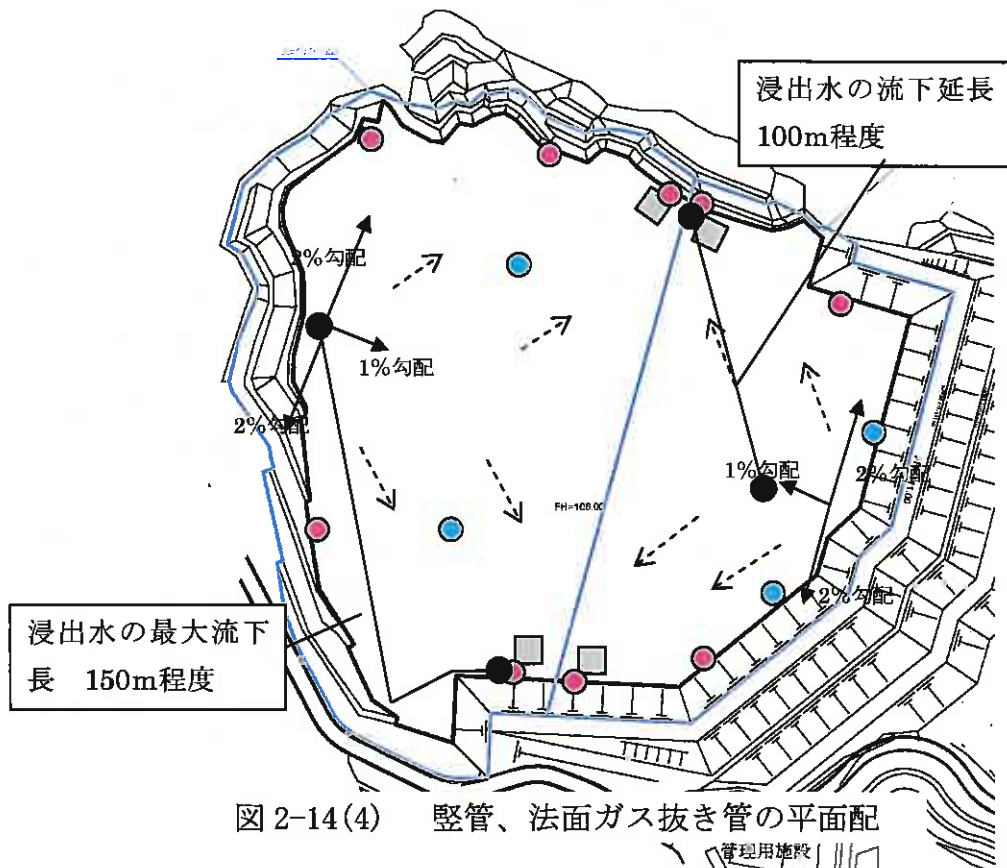 浸出水の流下延長
100m程度
2%勾配
1%勾配
2%勾配
1%勾配
2%勾配
FH=108.00
2%勾配
浸出水の最大流下
長 150m程度
図 2-14(4) 竪管、法面ガス抜き管の平面配
管理用施設